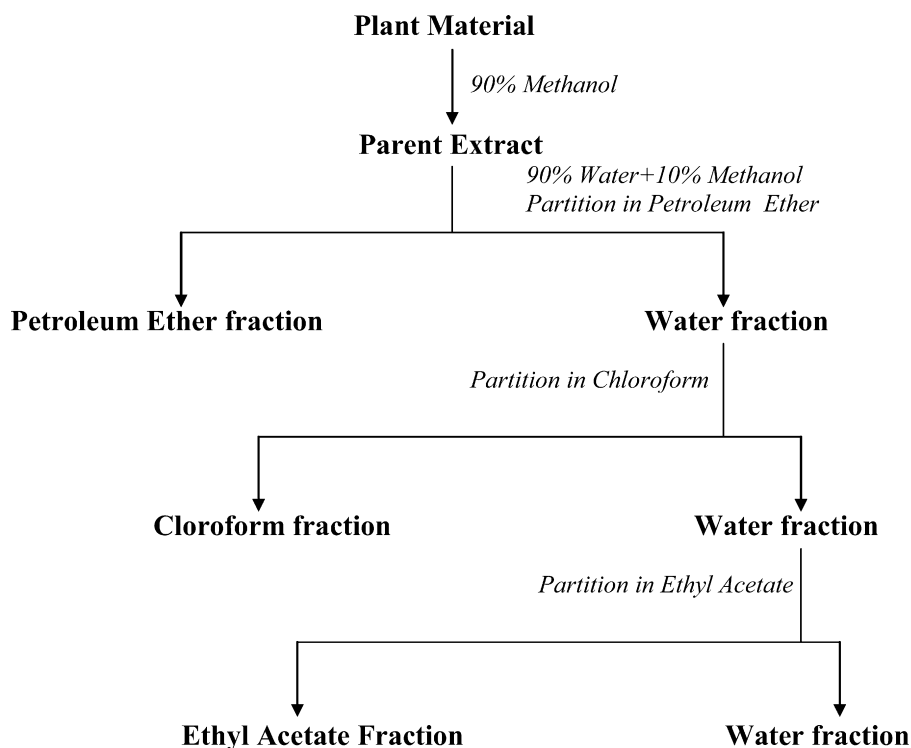 Plant Material
90% Methanol
Parent Extract
90% Water+10% Methanol
Partition in Petroleum Ether
Petroleum Ether fraction
Water fraction
Partition in Chloroform
Cloroform fraction
Water fraction
Partition in Ethyl Acetate
Ethyl Acetate Fraction
Water fraction